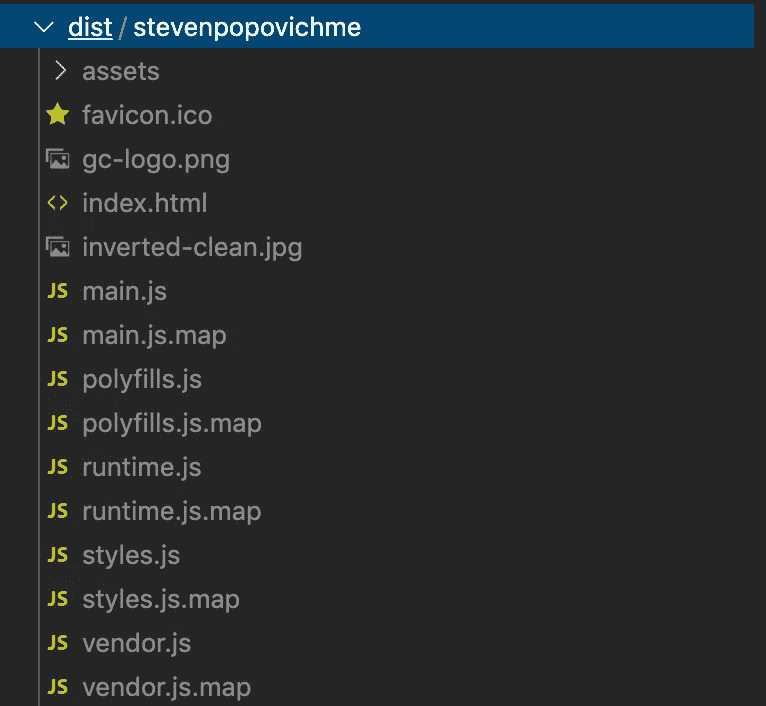 dist / stevenpopovichme
assets
favicon.ico
gc-logo.png
index.html
inverted-clean.jpg
JS main.js
JS main.js.map
JS polyfills.js
JS polyfills.js.map
JS runtime.js
JS runtime.js.map
JS styles.js
JS styles.js.map
JS vendor.js
JS vendor.js.map